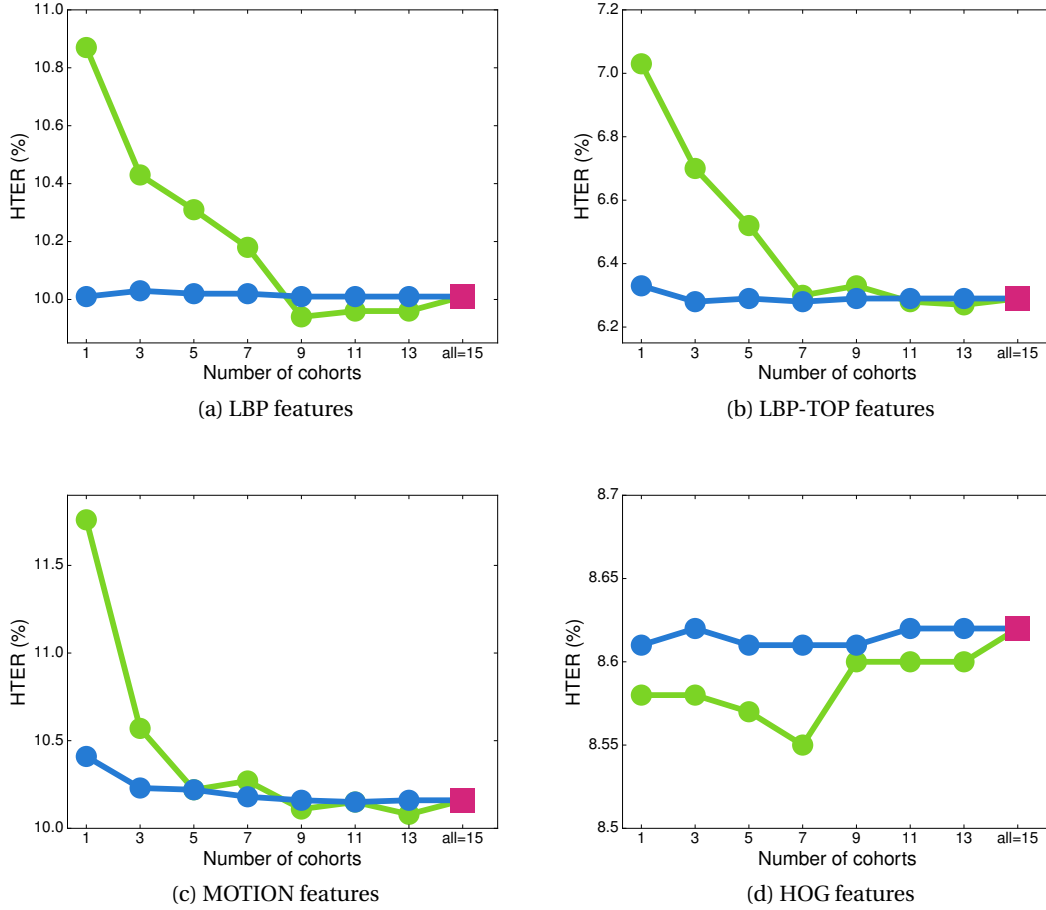 11.0
10.8
10.6
10.4
10.2
10.0
HTER (%)
1 3 5 7 9 11 13 all=15
Number of cohorts
(a) LBP features
7.2
7.0
6.8
6.6
6.4
6.2
HTER (%)
1 3 5 7 9 11 13 all=15
Number of cohorts
(b) LBP-TOP features
11.5
11.0
10.5
10.0
HTER (%)
1 3 5 7 9 11 13 all=15
Number of cohorts
(c) MOTION features
8.7
8.65
8.6
8.55
8.5
HTER (%)
1 3 5 7 9 11 13 all=15
Number of cohorts
(d) HOG features